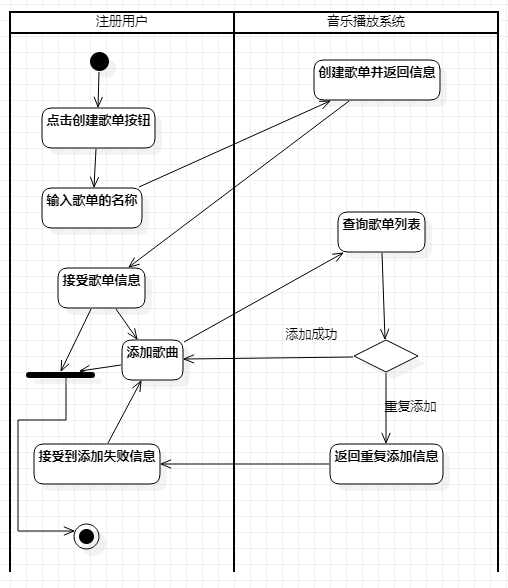 注册用户
音乐播放系统
创建歌单并返回信息
点击创建歌单按钮
输入歌单的名称
查询歌单列表
接受歌单信息
添加成功
添加歌曲
重复添加
接受到添加失败信息
返回重复添加信息